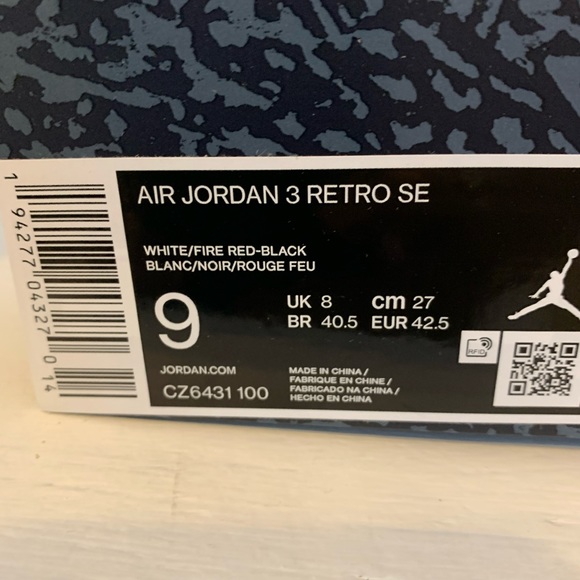 AIR JORDAN 3 RETRO SE
WHITE/FIRE RED-BLACK
BLANC/NOIR/ROUGE FEU
9
UK 8 cm 27
BR 40.5 EUR 42.5
RFID
JORDAN.COM
CZ6431 100
MADE IN CHINA /
FABRIQUE EN CHINE /
FABRICADO NA CHINA /
HECHO EN CHINA
1 94277 04327 0 14